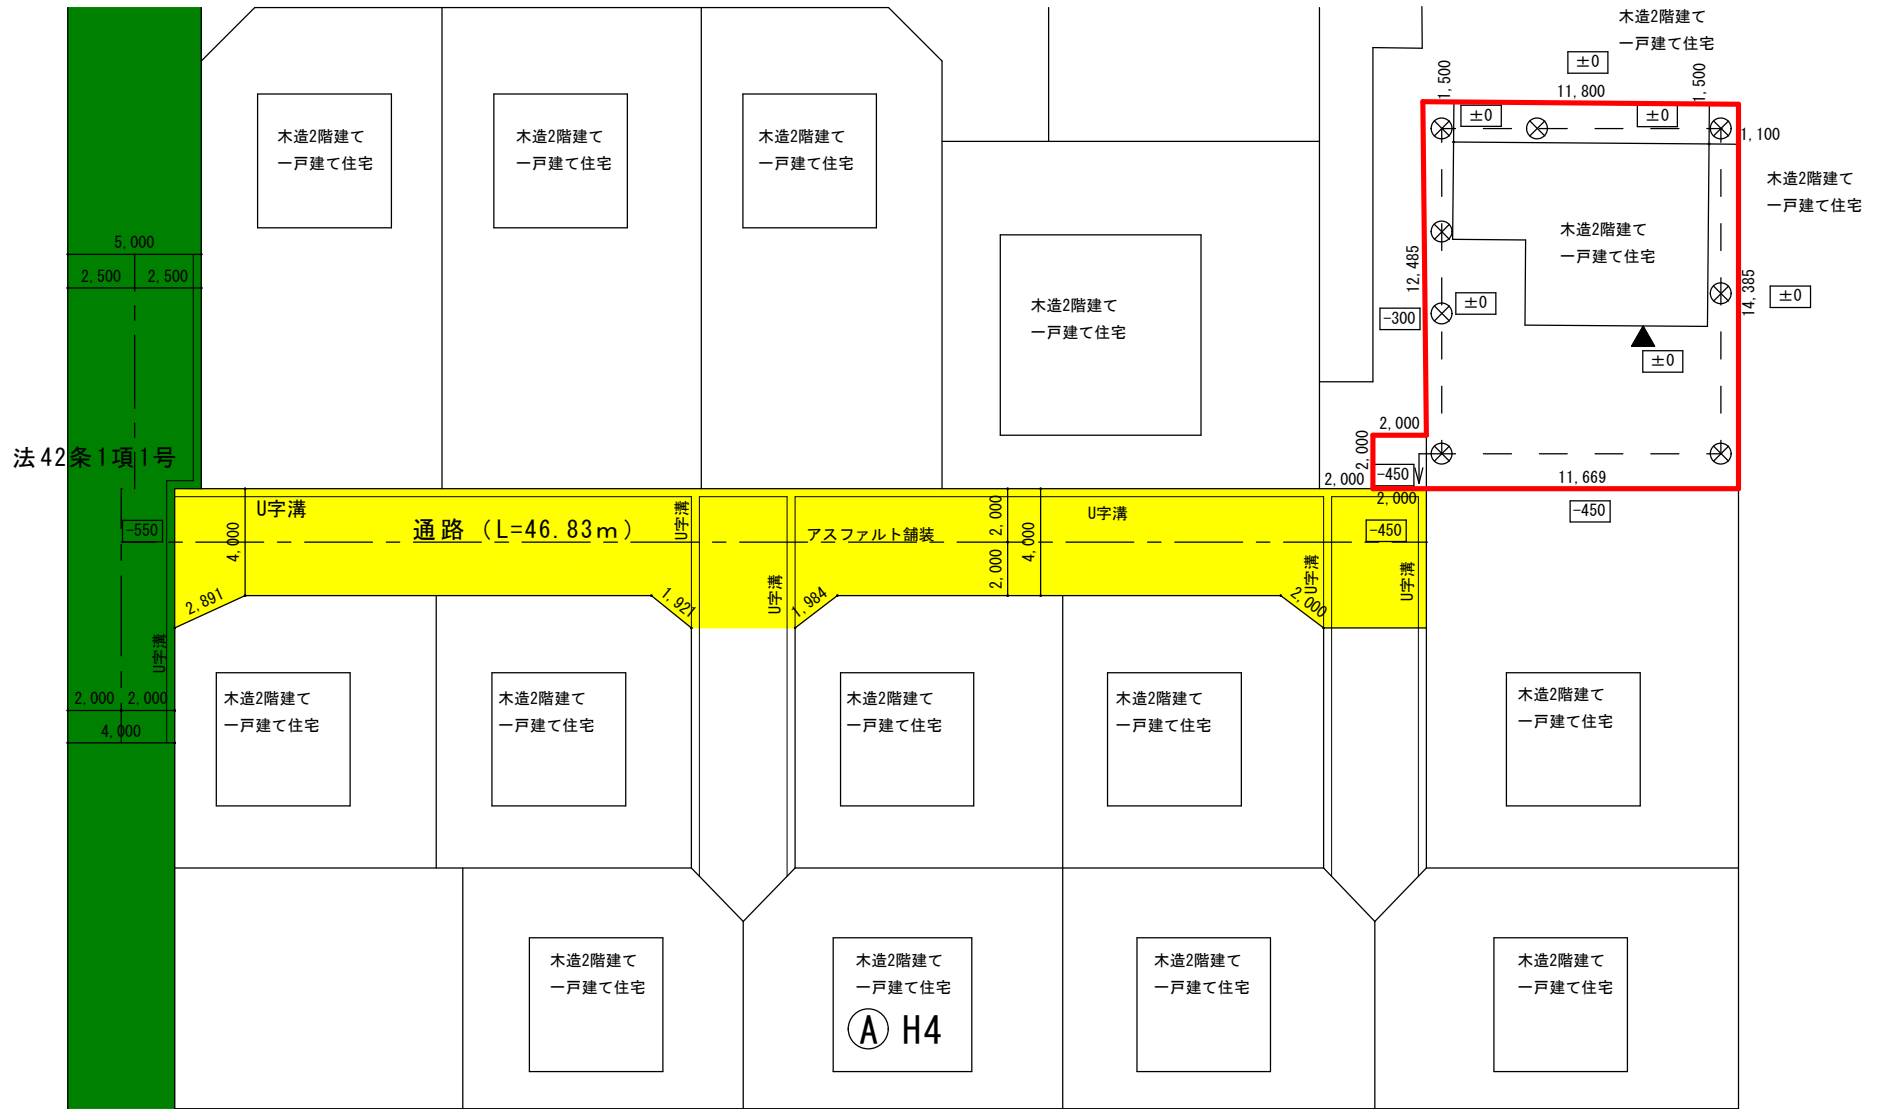 木造2階建て
一戸建て住宅
±0
1,500
11,800
1,500
±0
±0
1,100
木造2階建て
一戸建て住宅
木造2階建て
一戸建て住宅
木造2階建て
一戸建て住宅
木造2階建て
一戸建て住宅
木造2階建て
一戸建て住宅
木造2階建て
一戸建て住宅
5,000
2,500
2,500
12,485
±0
-300
14,385
±0
±0
木造2階建て
一戸建て住宅
法42条1項1号
2,000
2,000
-450
2,000
11,669
2,000
-450
-450
-550
U字溝
4,000
通路（L=46.83m）
U字溝
アスファルト舗装
2,000
2,000
4,000
U字溝
2,891
1,921
U字溝
1,984
U字溝
2,000
U字溝
U字溝
2,000
2,000
4,000
木造2階建て
一戸建て住宅
木造2階建て
一戸建て住宅
木造2階建て
一戸建て住宅
木造2階建て
一戸建て住宅
木造2階建て
一戸建て住宅
木造2階建て
一戸建て住宅
木造2階建て
一戸建て住宅
木造2階建て
一戸建て住宅
木造2階建て
一戸建て住宅
Ⓐ H4